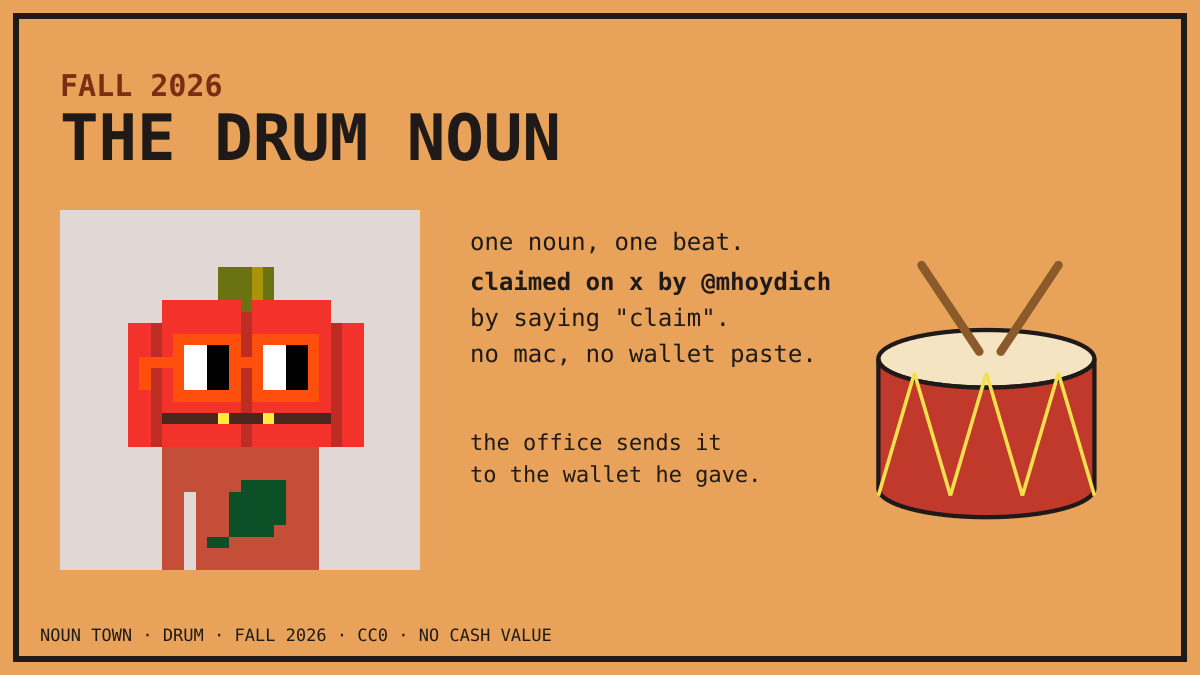 FALL 2026
THE DRUM NOUN
one noun, one beat.
claimed on x by @mhoydich
by saying "claim".
no mac, no wallet paste.
the office sends it
to the wallet he gave.
NOUN TOWN · DRUM · FALL 2026 · CC0 · NO CASH VALUE